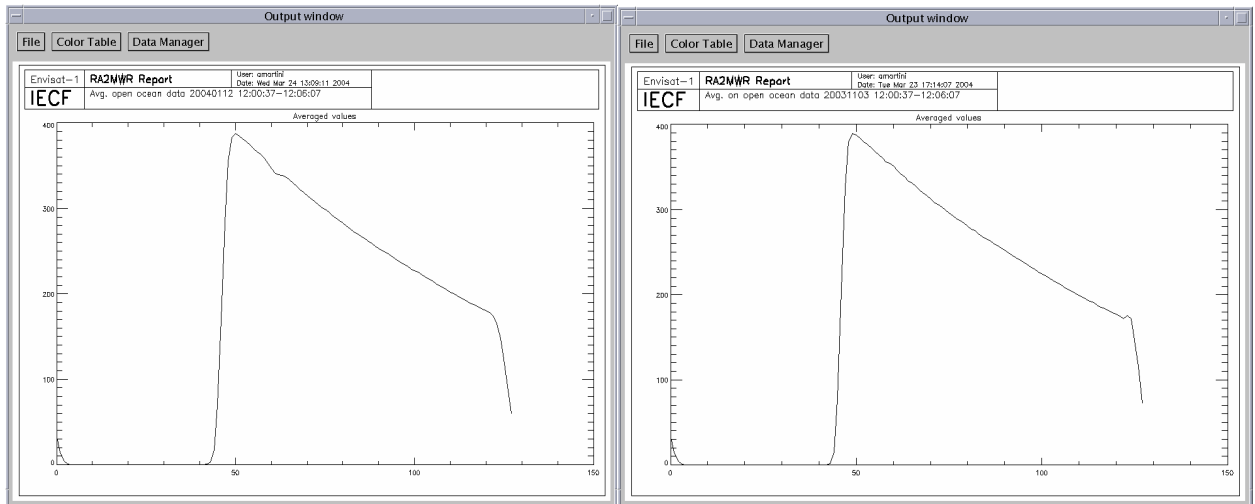 Output window
File Color Table Data Manager
Envisat-1 RA2MWR Report User: amartini
Date: Wed Mar 24 13:09:11 2004
IECF Avg. open ocean data 20040112 12:00:37-12:06:07
Averaged values
400
300
200
100
0
0 50 100 150
Output window
File Color Table Data Manager
Envisat-1 RA2MWR Report User: amartini
Date: Tue Mar 23 17:14:07 2004
IECF Avg. on open ocean data 20031103 12:00:37-12:06:07
Averaged values
400
300
200
100
0
0 50 100 150